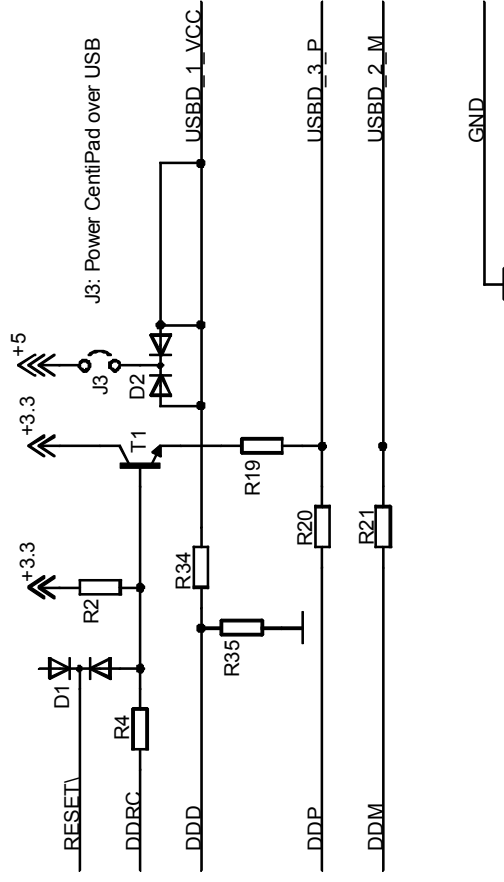 J3: Power CentiPad over USB
+5
J3
D2
USBD_1_VCC
+3.3
T1
R19
USBD_3_P
USBD_2_M
GND
+3.3
R2
R34
R20
R21
D1
R4
R35
RESET\
DDRC
DDD
DDP
DDM